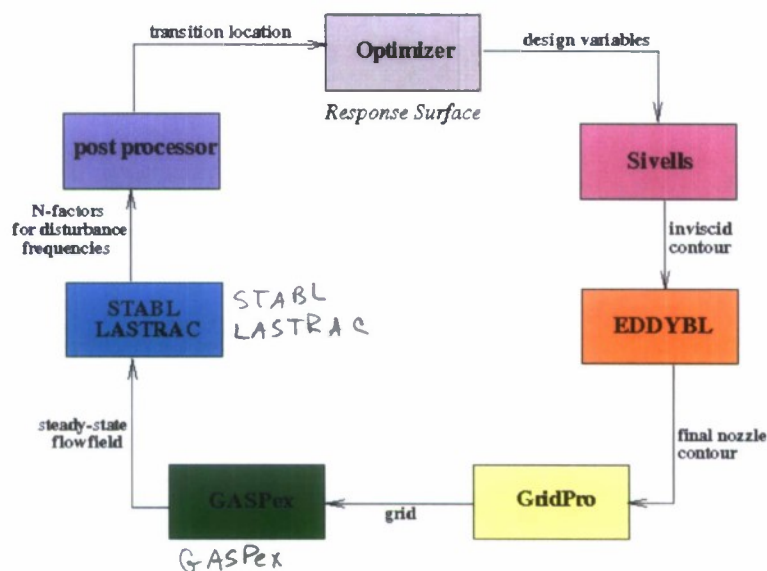 transition location
Optimizer
design variables
Response Surface
post processor
Sivells
N-factors
for disturbance
frequencies
inviscid
contour
STABL
LASTRAC
STABL
LASTRAC
EDDYBL
steady-state
flowfield
final nozzle
contour
GASPex
grid
GridPro
GASPex